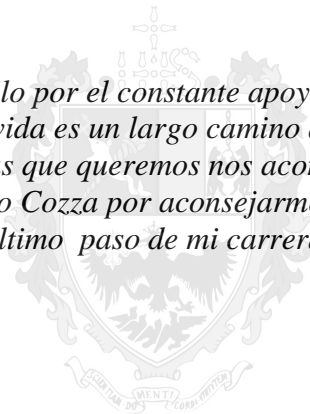 lo por el constante apoy
vida es un largo camino
s que queremos nos aco
o Cozza por aconsejarm
ltimo paso de mi carrer
MENTI